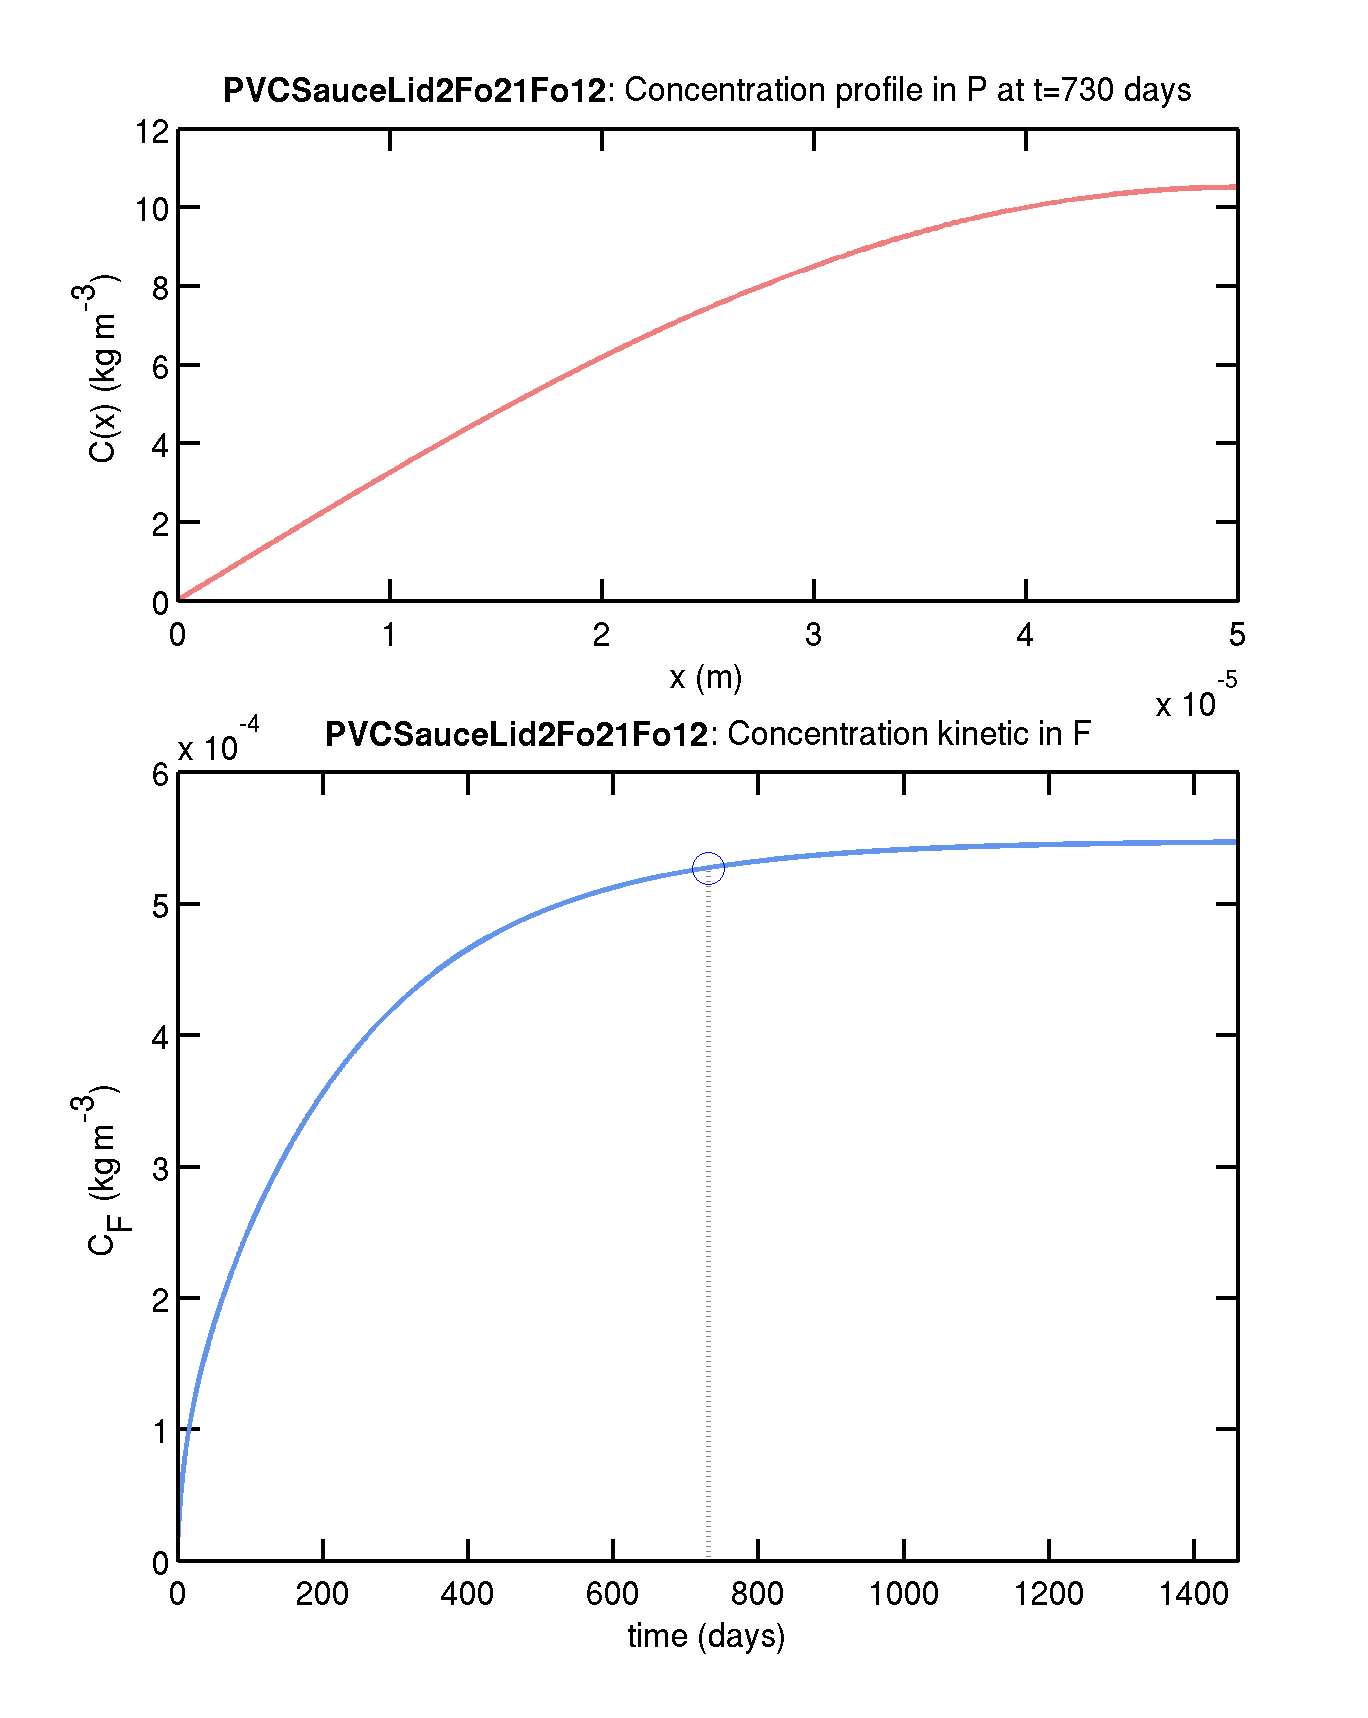 PVCSauceLid2Fo21Fo12: Concentration profile in P at t=730 days
12
10
8
6
4
2
0
C(x) (kg m-3)
0 1 2 3 4 5
x (m)
x 10-5
x 10-4
PVCSauceLid2Fo21Fo12: Concentration kinetic in F
6
5
4
3
2
1
0
CF (kg m-3)
0 200 400 600 800 1000 1200 1400
time (days)